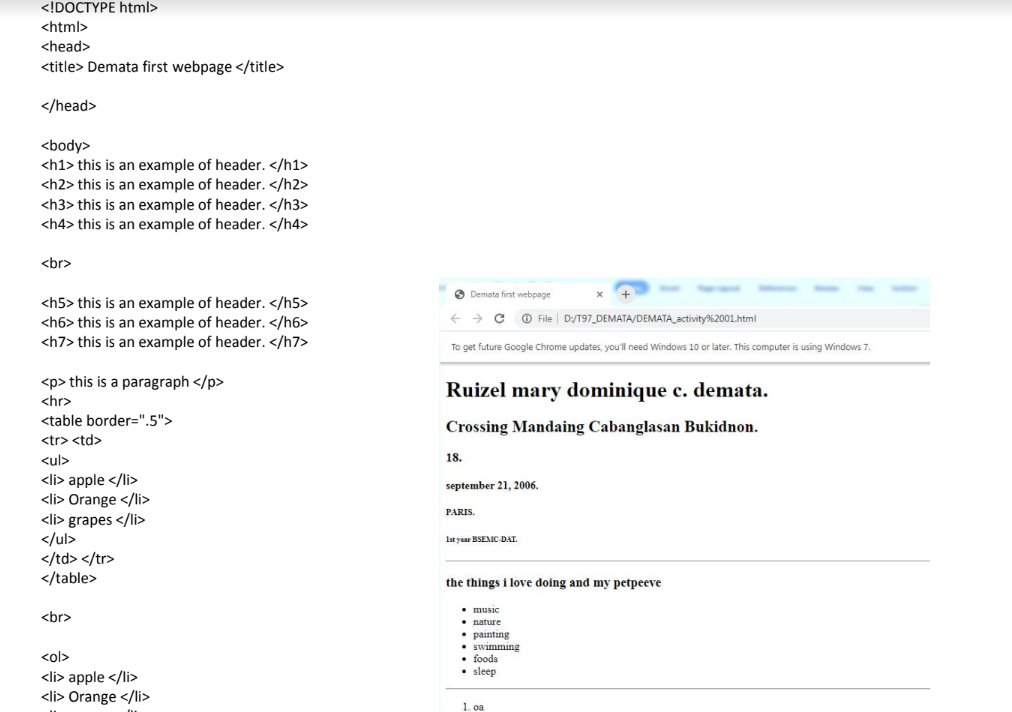 <!DOCTYPE html>
<html>
<head>
<title> Demata first webpage </title>
</head>
<body>
<h1> this is an example of header. </h1>
<h2> this is an example of header. </h2>
<h3> this is an example of header. </h3>
<h4> this is an example of header. </h4>
<br>
<h5> this is an example of header. </h5>
<h6> this is an example of header. </h6>
<h7> this is an example of header. </h7>
<p> this is a paragraph </p>
<hr>
<table border=".5">
<tr> <td>
<ul>
<li> apple </li>
<li> Orange </li>
<li> grapes </li>
</ul>
</td> </tr>
</table>
<br>
<ol>
<li> apple </li>
<li> Orange </li>
Demata first webpage
File | D:/T97_DEMATA/DEMATA_activity%2001.html
To get future Google Chrome updates, you'll need Windows 10 or later. This computer is using Windows 7.
Ruizel mary dominique c. demata.
Crossing Mandaing Cabanglasan Bukidnon.
18.
september 21, 2006.
PARIS.
1st year BSEMC-DAT.
the things i love doing and my petpeeve
• music
• nature
• painting
• swimming
• foods
• sleep
1. oa